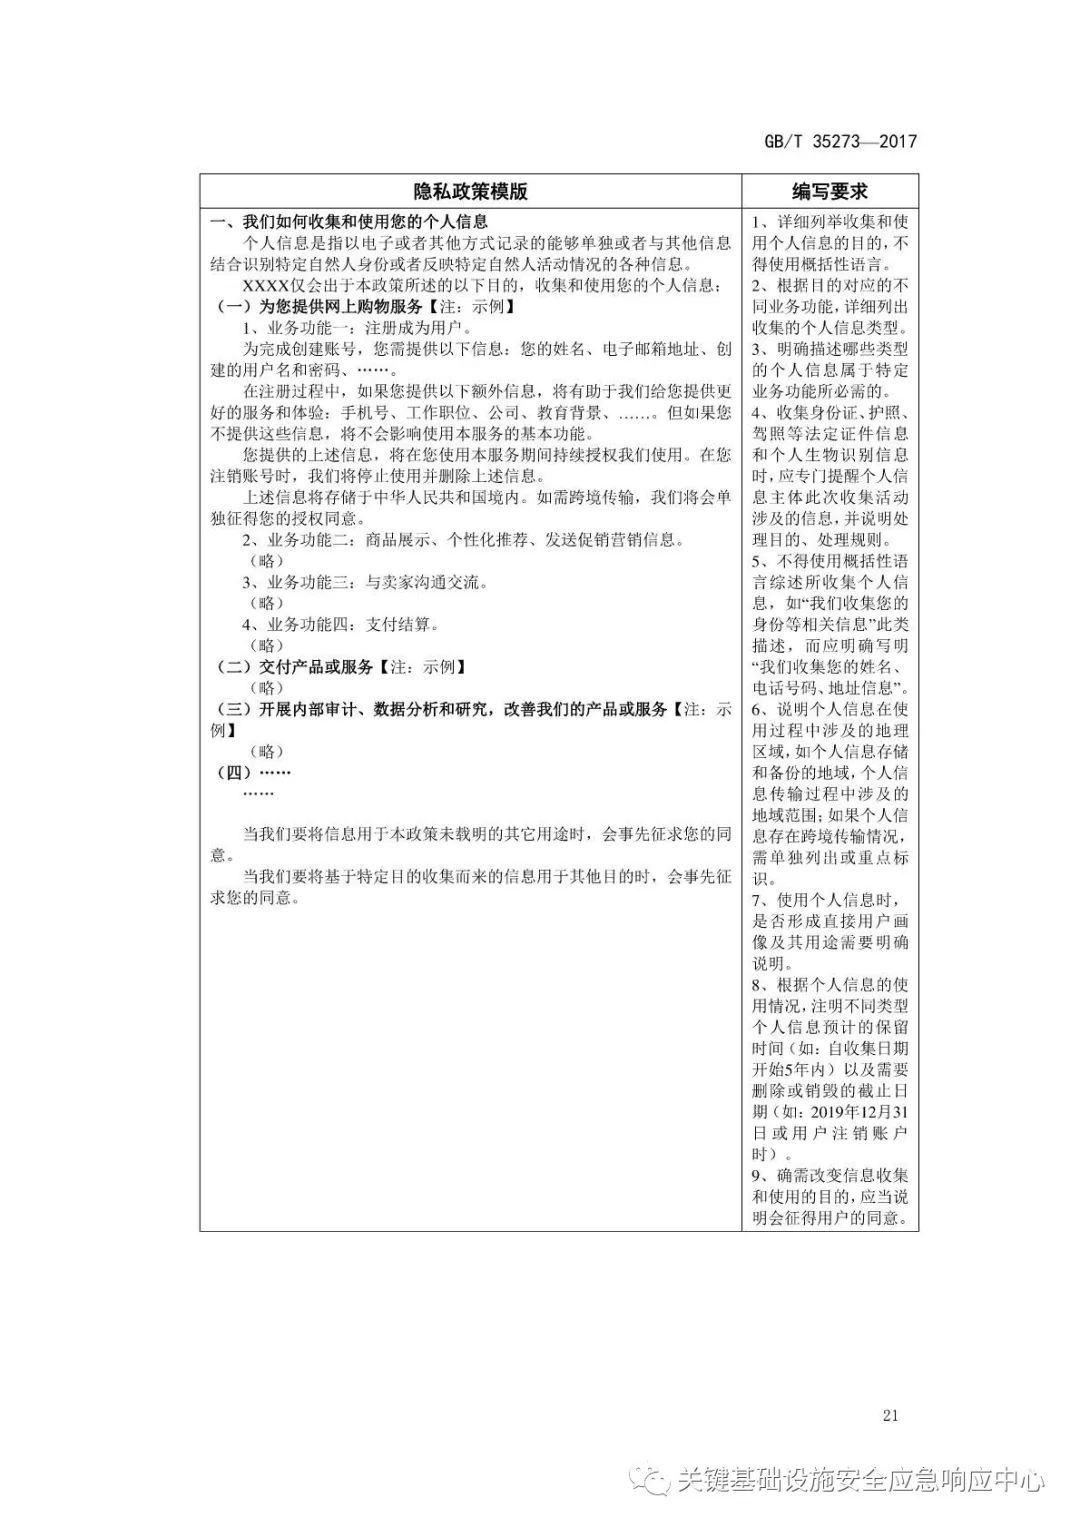 GB/T 35273—2017
隐私政策模版
编写要求
一、我们如何收集和使用您的个人信息
个人信息是指以电子或者其他方式记录的能够单独或者与其他信息
结合识别特定自然人身份或者反映特定自然人活动情况的各种信息。
XXXX仅会出于本政策所述的以下目的，收集和使用您的个人信息：
（一）为您提供网上购物服务【注：示例】
1、业务功能一：注册成为用户。
为完成创建账号，您需提供以下信息：您的姓名、电子邮箱地址、创
建的用户名和密码、……。
在注册过程中，如果您提供以下额外信息，将有助于我们给您提供更
好的服务和体验：手机号、工作职位、公司、教育背景、……。但如果您
不提供这些信息，将不会影响使用本服务的基本功能。
您提供的上述信息，将在您使用本服务期间持续授权我们使用。在您
注销账号时，我们将停止使用并删除上述信息。
上述信息将存储于中华人民共和国境内。如需跨境传输，我们将会单
独征得您的授权同意。
2、业务功能二：商品展示、个性化推荐、发送促销营销信息。
（略）
3、业务功能三：与卖家沟通交流。
（略）
4、业务功能四：支付结算。
（略）
（二）交付产品或服务【注：示例】
（略）
（三）开展内部审计、数据分析和研究，改善我们的产品或服务【注：示
例】
（略）
（四）……
……
当我们要将信息用于本政策未载明的其它用途时，会事先征求您的同
意。
当我们要将基于特定目的收集而来的信息用于其他目的时，会事先征
求您的同意。
1、详细列举收集和使
用个人信息的目的，不
得使用概括性语言。
2、根据目的对应的不
同业务功能，详细列出
收集的个人信息类型。
3、明确描述哪些类型
的个人信息属于特定
业务功能所必需的。
4、收集身份证、护照、
驾照等法定证件信息
和个人生物识别信息
时，应专门提醒个人信
息主体此次收集活动
涉及的信息，并说明处
理目的、处理规则。
5、不得使用概括性语
言综述所收集个人信
息，如“我们收集您的
身份等相关信息”此类
描述，而应明确写明
“我们收集您的姓名、
电话号码、地址信息”。
6、说明个人信息在使
用过程中涉及的地理
区域，如个人信息存储
和备份的地域，个人信
息传输过程中涉及的
地域范围；如果个人信
息存在跨境传输情况，
需单独列出或重点标
识。
7、使用个人信息时，
是否形成直接用户画
像及其用途需要明确
说明。
8、根据个人信息的使
用情况，注明不同类型
个人信息预计的保留
时间（如：自收集日期
开始5年内）以及需要
删除或销毁的截止日
期（如：2019年12月31
日或用户注销账户
时）。
9、确需改变信息收集
和使用的目的，应当说
明会征得用户的同意。
21
关键基础设施安全应急响应中心